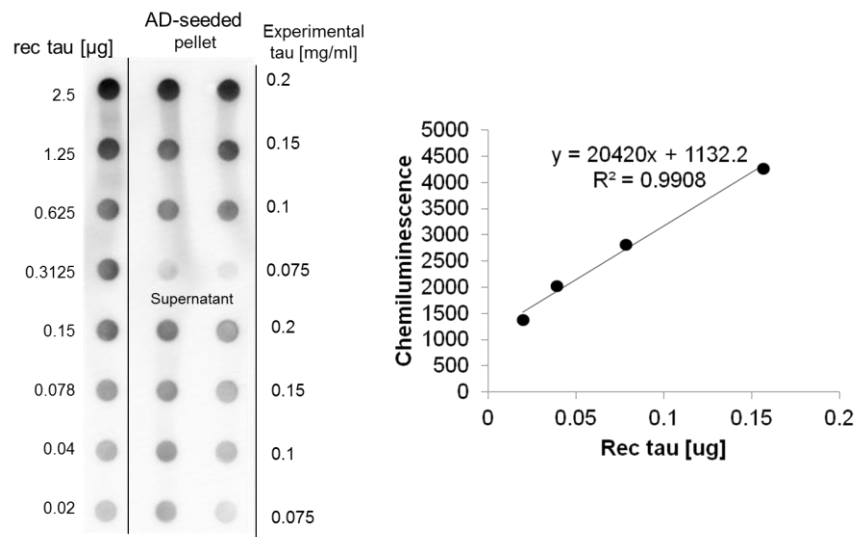 AD-seeded
pellet
rec tau [µg]
Experimental
tau [mg/ml]
2.5
0.2
1.25
0.15
0.625
0.1
0.3125
0.075
Supernatant
0.15
0.2
0.078
0.15
0.04
0.1
0.02
0.075
5000
4500
4000
3500
3000
2500
2000
1500
1000
500
0
Chemiluminescence
y = 20420x + 1132.2
R² = 0.9908
0 0.05 0.1 0.15 0.2
Rec tau [ug]